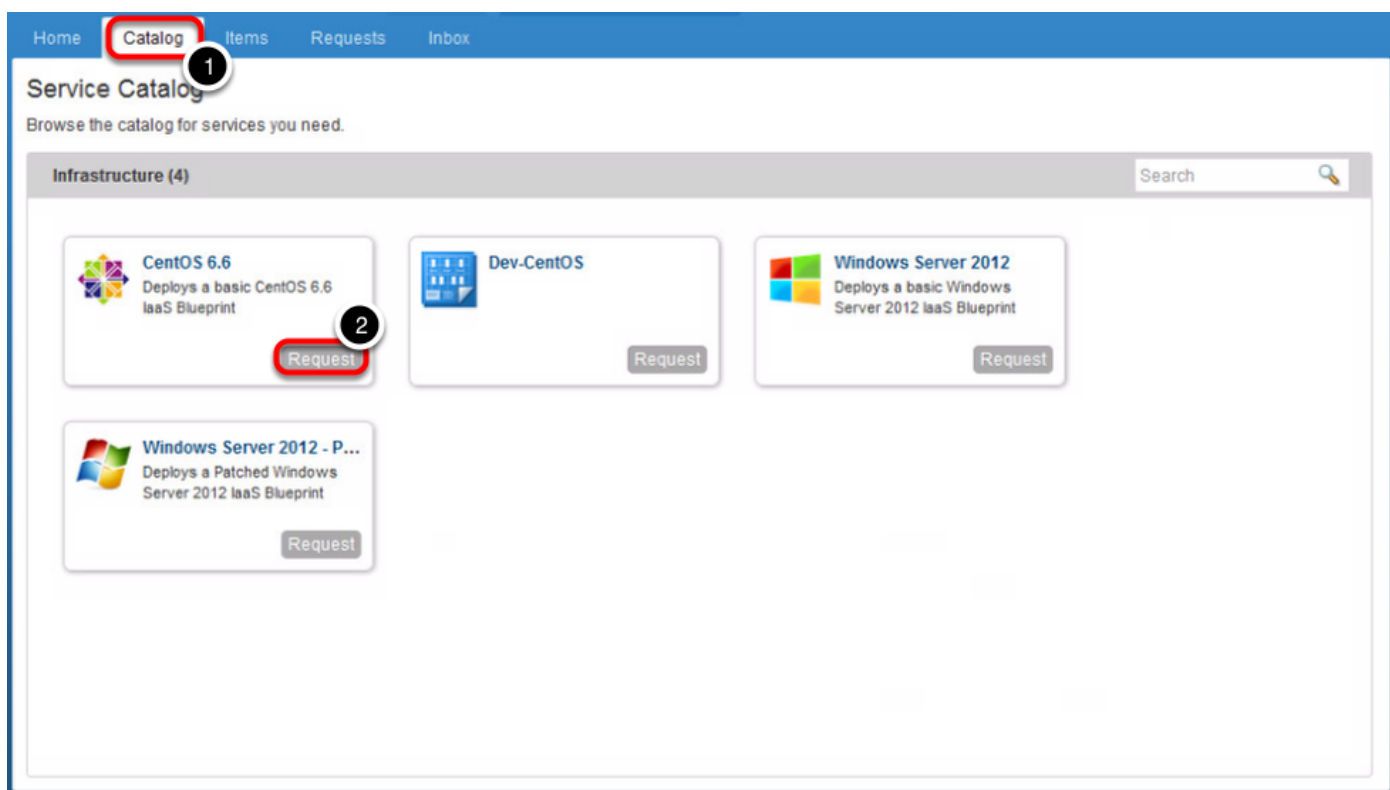 Home Catalog Items Requests Inbox
1
Service Catalog
Browse the catalog for services you need.
Infrastructure (4) Search
CentOS 6.6
Deploys a basic CentOS 6.6
IaaS Blueprint
2
Request
Dev-CentOS
Request
Windows Server 2012
Deploys a basic Windows
Server 2012 IaaS Blueprint
Request
Windows Server 2012 - P...
Deploys a Patched Windows
Server 2012 IaaS Blueprint
Request